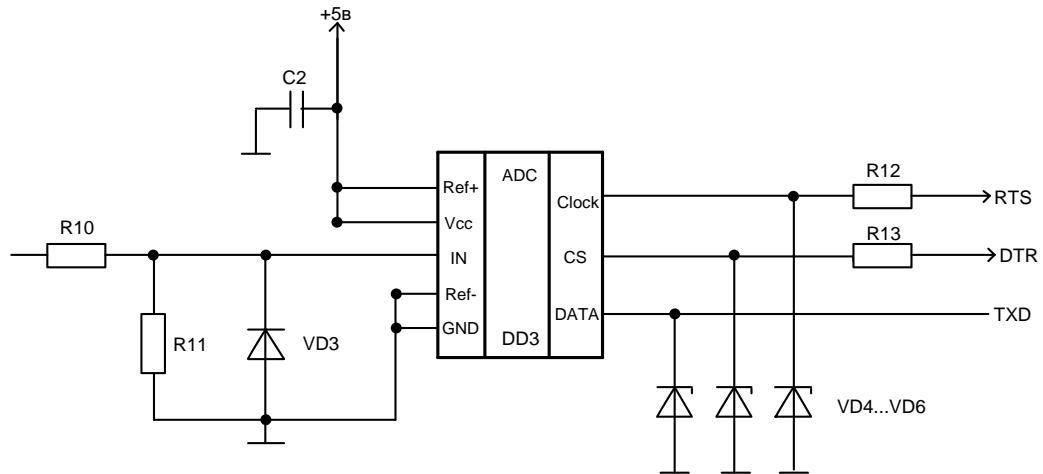 +5в
C2
ADC
Ref+
Clock
R12
RTS
Vcc
R10
R13
IN
CS
DTR
Ref-
DATA
TXD
R11
VD3
GND
DD3
VD4...VD6